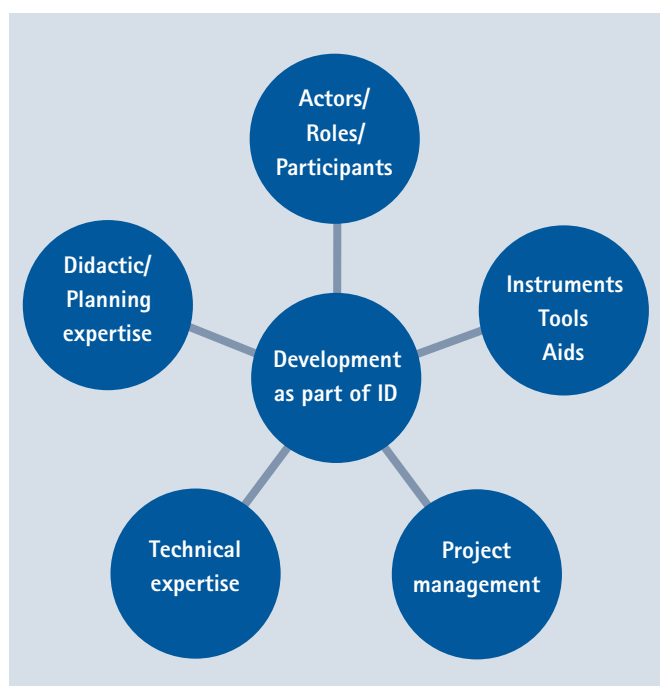 Actors/
Roles/
Participants
Didactic/
Planning
expertise
Instruments
Tools
Aids
Development
as part of ID
Technical
expertise
Project
management